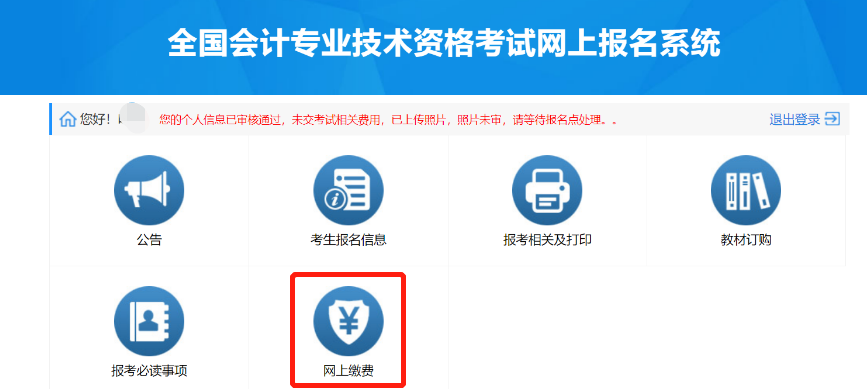 全国会计专业技术资格考试网上报名系统
您好！
您的个人信息已审核通过，未交考试相关费用，已上传照片，照片未审，请等待报名点处理。。
退出登录
公告
考生报名信息
报考相关及打印
教材订购
报考必读事项
网上缴费